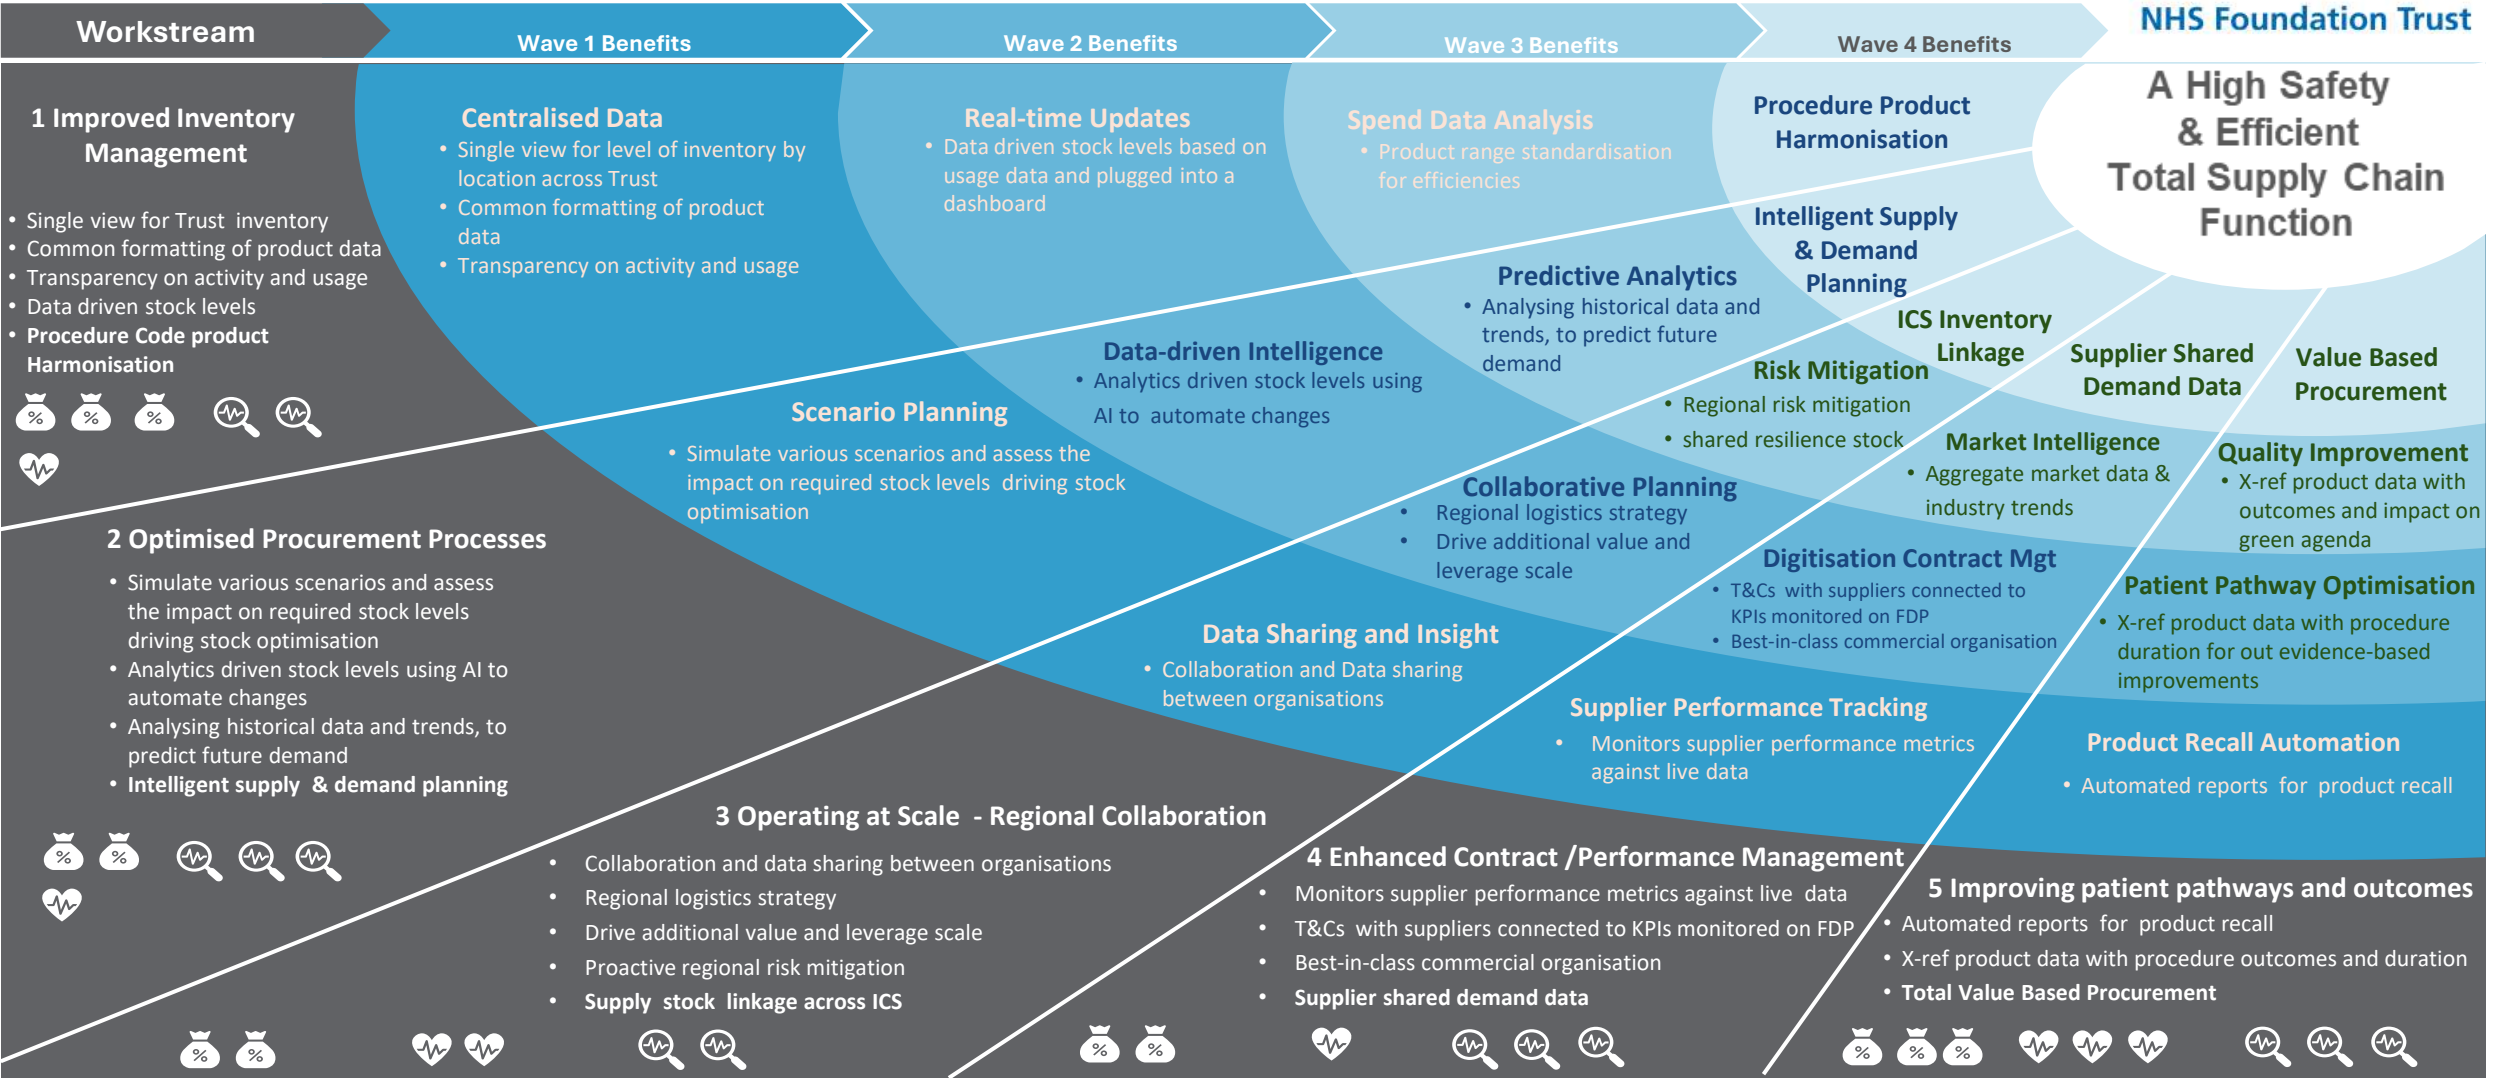 Workstream
Wave 1 Benefits
Wave 2 Benefits
Wave 3 Benefits
Wave 4 Benefits
NHS Foundation Trust
A High Safety
& Efficient
Total Supply Chain
Function
1 Improved Inventory
Management
• Single view for Trust inventory
• Common formatting of product data
• Transparency on activity and usage
• Data driven stock levels
• Procedure Code product
Harmonisation
% % %
Centralised Data
• Single view for level of inventory by
location across Trust
• Common formatting of product
data
• Transparency on activity and usage
Real-time Updates
• Data driven stock levels based on
usage data and plugged into a
dashboard
Spend Data Analysis
• Product range standardisation
for efficiencies
Procedure Product
Harmonisation
2 Optimised Procurement Processes
• Simulate various scenarios and assess
the impact on required stock levels
driving stock optimisation
• Analytics driven stock levels using AI to
automate changes
• Analysing historical data and trends, to
predict future demand
• Intelligent supply & demand planning
% %
Scenario Planning
• Simulate various scenarios and assess the
impact on required stock levels driving stock
optimisation
Data-driven Intelligence
• Analytics driven stock levels using
AI to automate changes
Predictive Analytics
• Analysing historical data and
trends, to predict future
demand
Intelligent Supply
& Demand
Planning
3 Operating at Scale - Regional Collaboration
• Collaboration and data sharing between organisations
• Regional logistics strategy
• Drive additional value and leverage scale
• Proactive regional risk mitigation
• Supply stock linkage across ICS
% %
Data Sharing and Insight
• Collaboration and Data sharing
between organisations
Collaborative Planning
• Regional logistics strategy
• Drive additional value and
leverage scale
Risk Mitigation
• Regional risk mitigation
• shared resilience stock
ICS Inventory
Linkage
4 Enhanced Contract /Performance Management
• Monitors supplier performance metrics against live data
• T&Cs with suppliers connected to KPIs monitored on FDP
• Best-in-class commercial organisation
• Supplier shared demand data
% %
Supplier Performance Tracking
• Monitors supplier performance metrics
against live data
Digitisation Contract Mgt
• T&Cs with suppliers connected to
KPIs monitored on FDP
• Best-in-class commercial organisation
Market Intelligence
• Aggregate market data &
industry trends
Supplier Shared
Demand Data
5 Improving patient pathways and outcomes
• Automated reports for product recall
• X-ref product data with procedure outcomes and duration
• Total Value Based Procurement
% % %
Product Recall Automation
• Automated reports for product recall
Patient Pathway Optimisation
• X-ref product data with procedure
duration for out evidence-based
improvements
Quality Improvement
• X-ref product data with
outcomes and impact on
green agenda
Value Based
Procurement